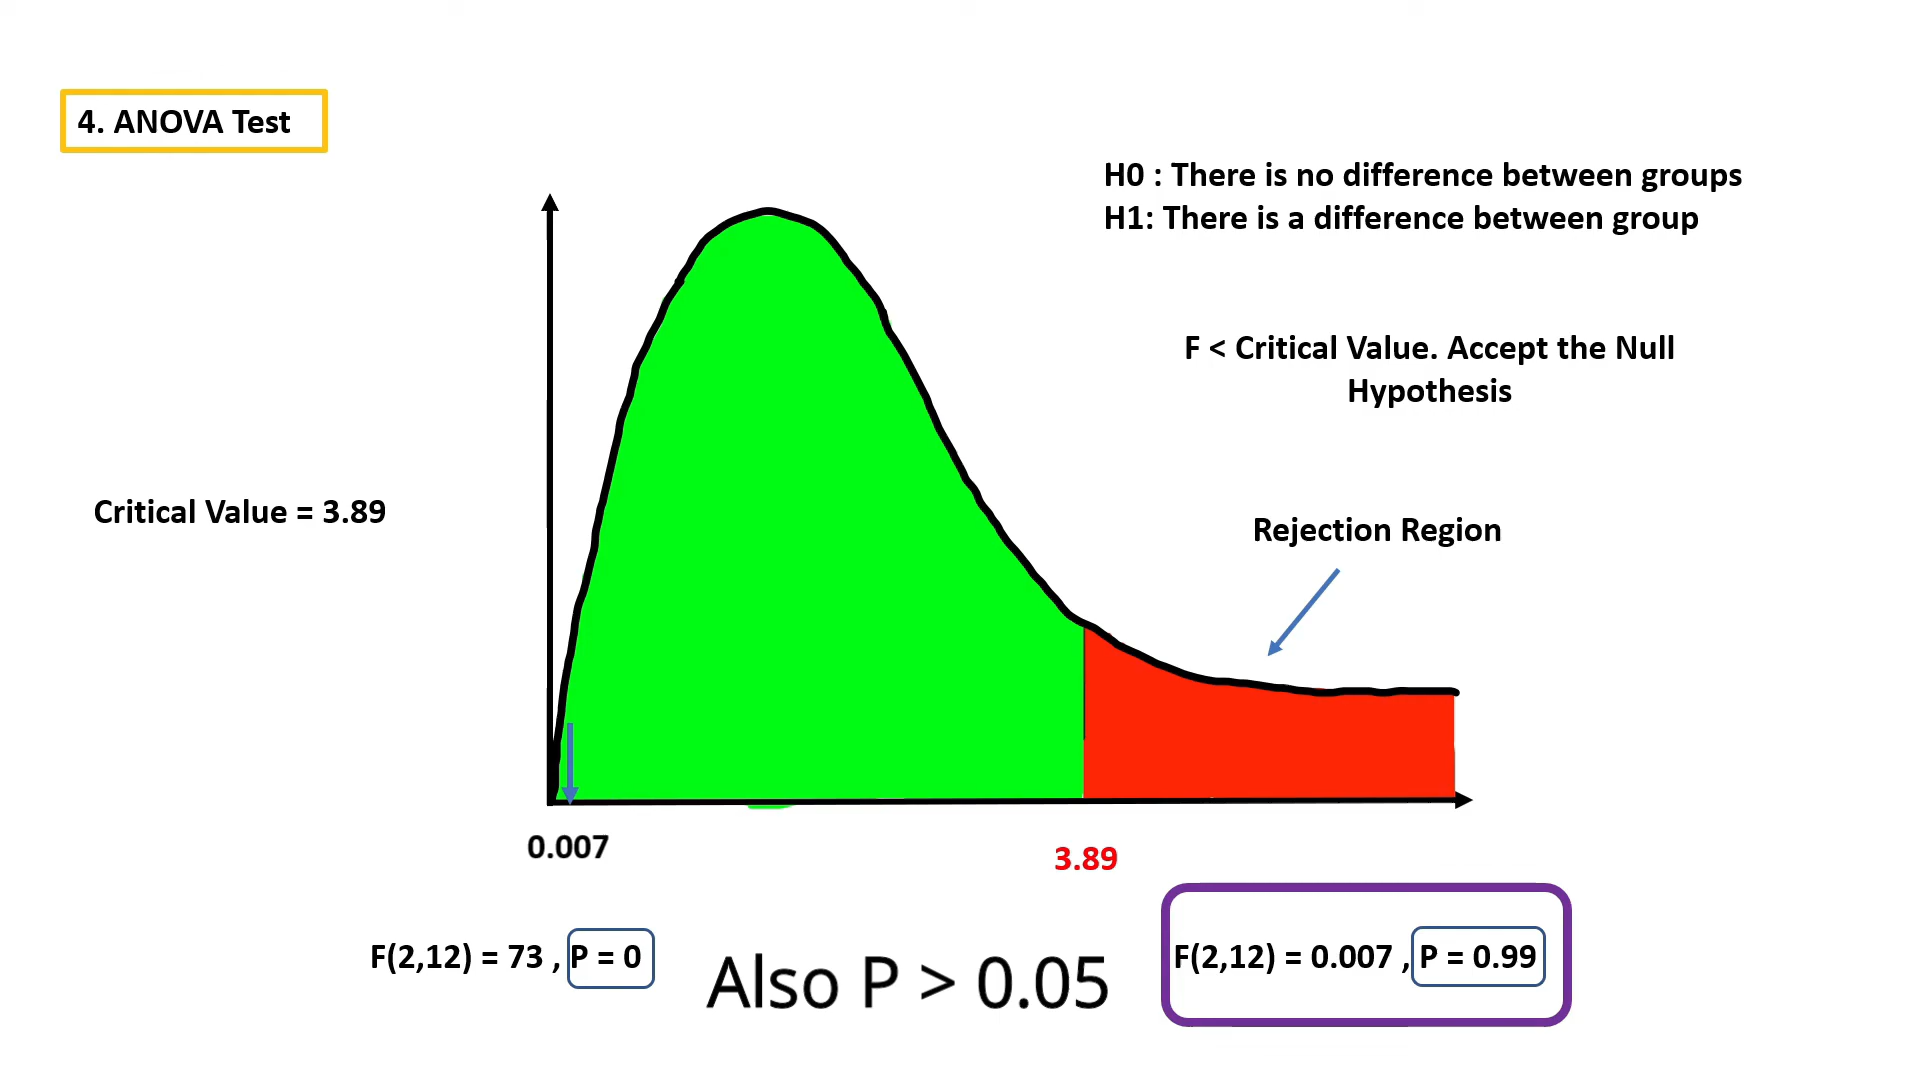 4. ANOVA Test
H0 : There is no difference between groups
H1: There is a difference between group
F < Critical Value. Accept the Null
Hypothesis
Critical Value = 3.89
Rejection Region
0.007
3.89
F(2,12) = 73 , P = 0
Also P > 0.05
F(2,12) = 0.007 , P = 0.99